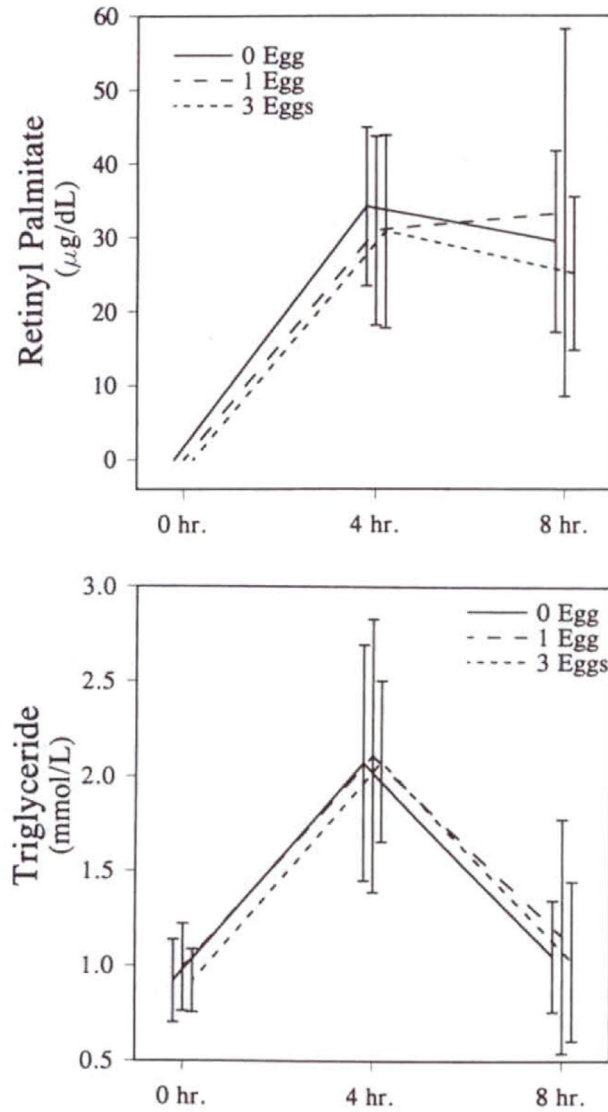 60
50
40
30
20
10
0
Retinyl Palmitate
(μg/dL)
0 Egg
1 Egg
3 Eggs
0 hr.
4 hr.
8 hr.
3.0
2.5
2.0
1.5
1.0
0.5
Triglyceride
(mmol/L)
0 Egg
1 Egg
3 Eggs
0 hr.
4 hr.
8 hr.